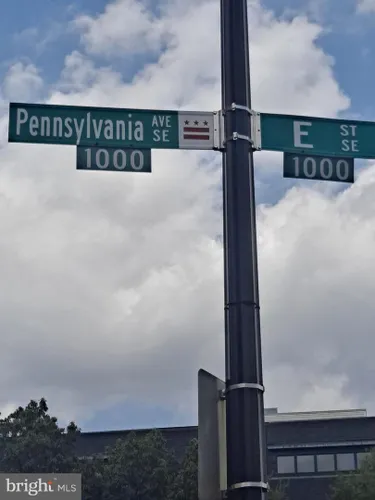 Pennsylvania AVE SE
1000
E ST SE
1000
bright MLS